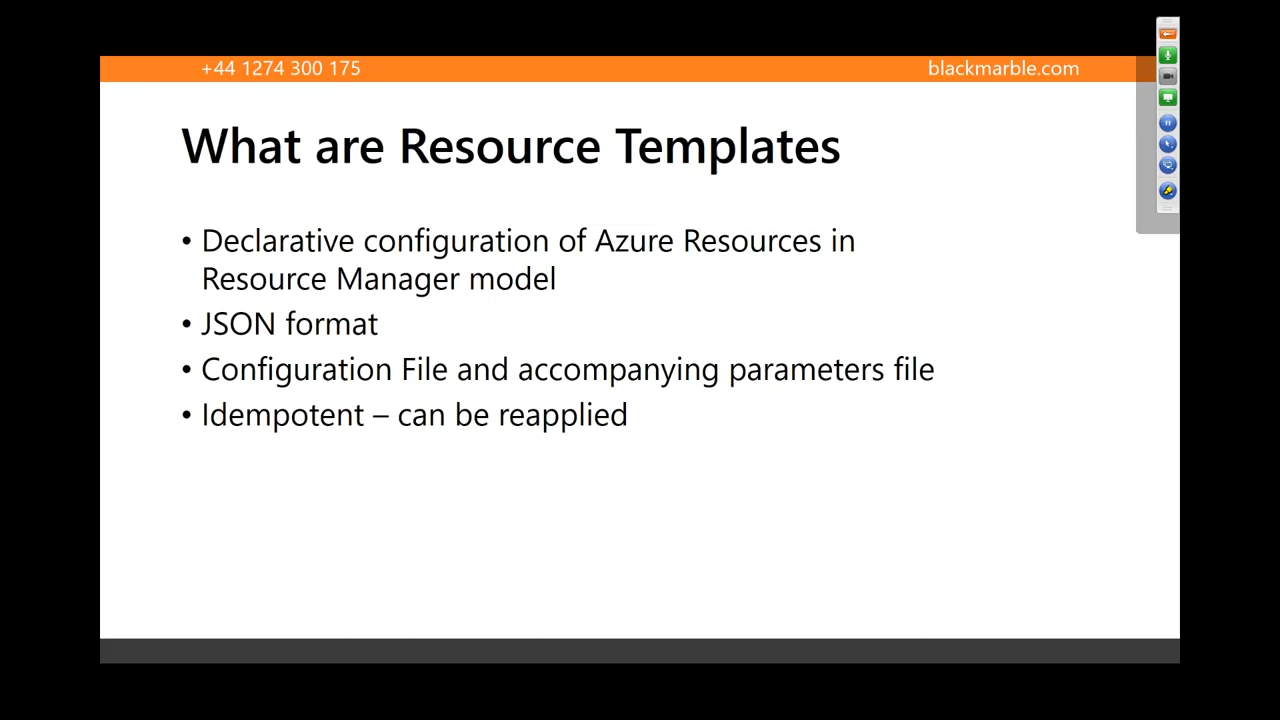 +44 1274 300 175 blackmarble.com
What are Resource Templates
• Declarative configuration of Azure Resources in
Resource Manager model
• JSON format
• Configuration File and accompanying parameters file
• Idempotent – can be reapplied